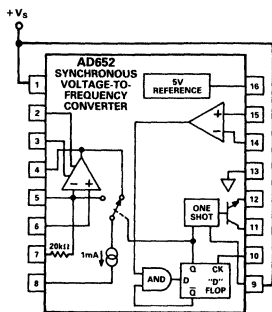 +VS
AD652
SYNCHRONOUS
VOLTAGE-TO-
FREQUENCY
CONVERTER
5V
REFERENCE
1
2
3
4
5
6
7
8
16
15
14
13
12
11
10
9
20kΩ
1mA
ONE
SHOT
AND
Q
CK
D
"D"
FLOP
Q̅